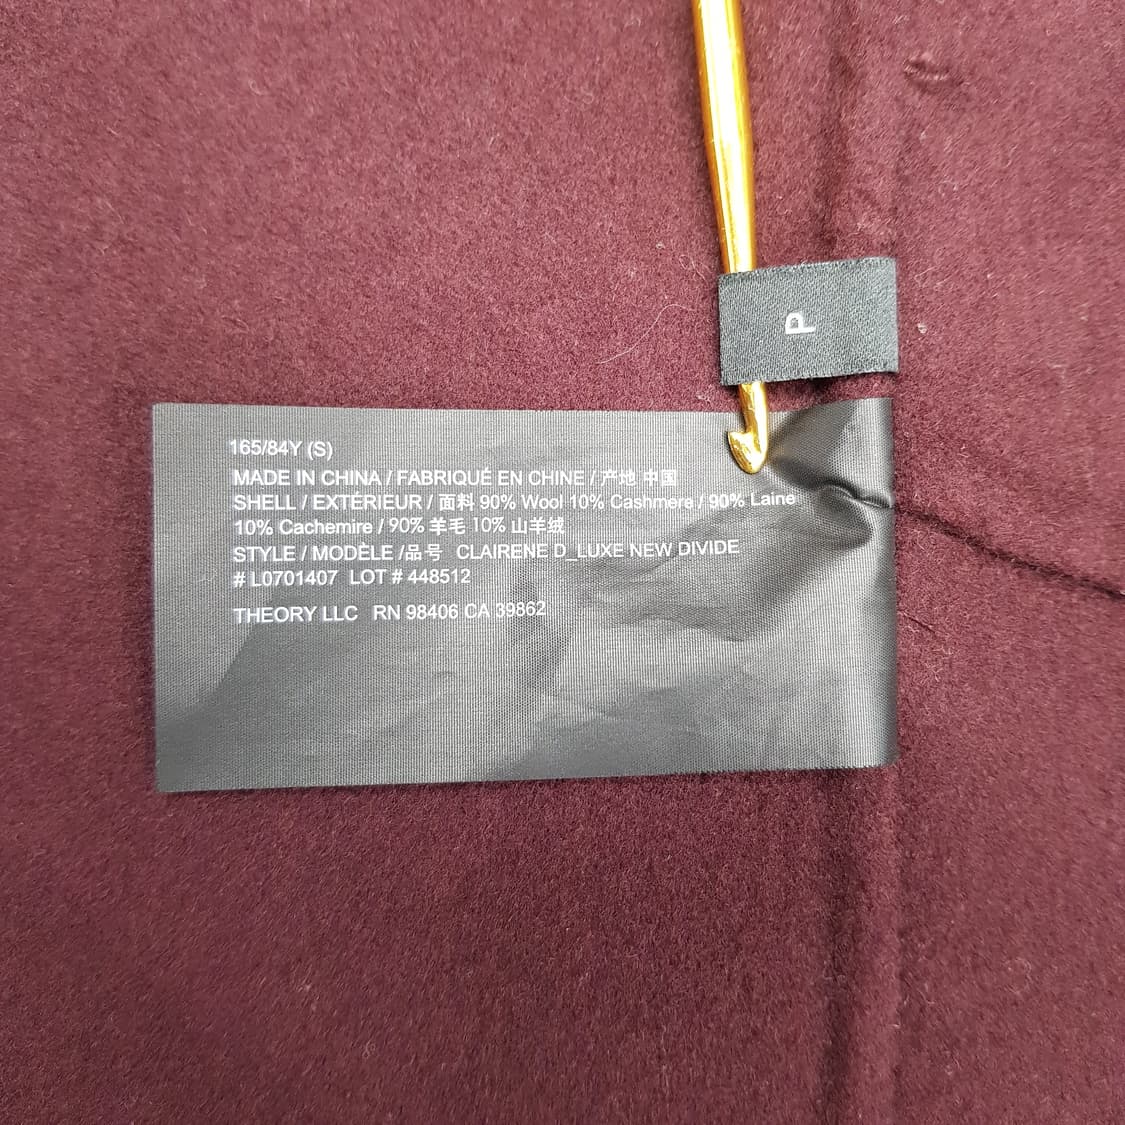 P
165/84Y (S)
MADE IN CHINA / FABRIQUÉ EN CHINE / 产地 中国
SHELL / EXTÉRIEUR / 面料 90% Wool 10% Cashmere / 90% Laine
10% Cachemire / 90% 羊毛 10% 山羊绒
STYLE / MODÈLE /品号 CLAIRENE D_LUXE NEW DIVIDE
# L0701407 LOT # 448512
THEORY LLC RN 98406 CA 39862